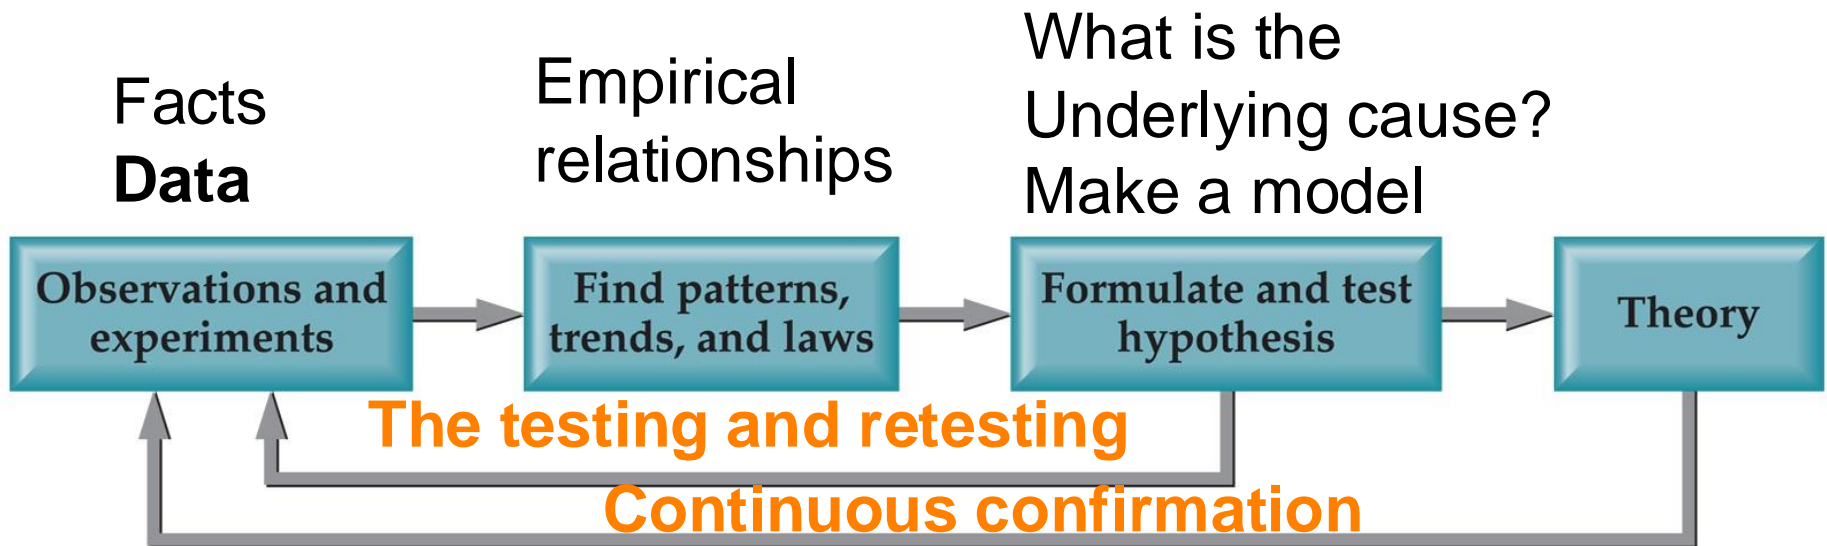 Facts
Data
Empirical
relationships
What is the
Underlying cause?
Make a model
Observations and
experiments
Find patterns,
trends, and laws
Formulate and test
hypothesis
Theory
The testing and retesting
Continuous confirmation